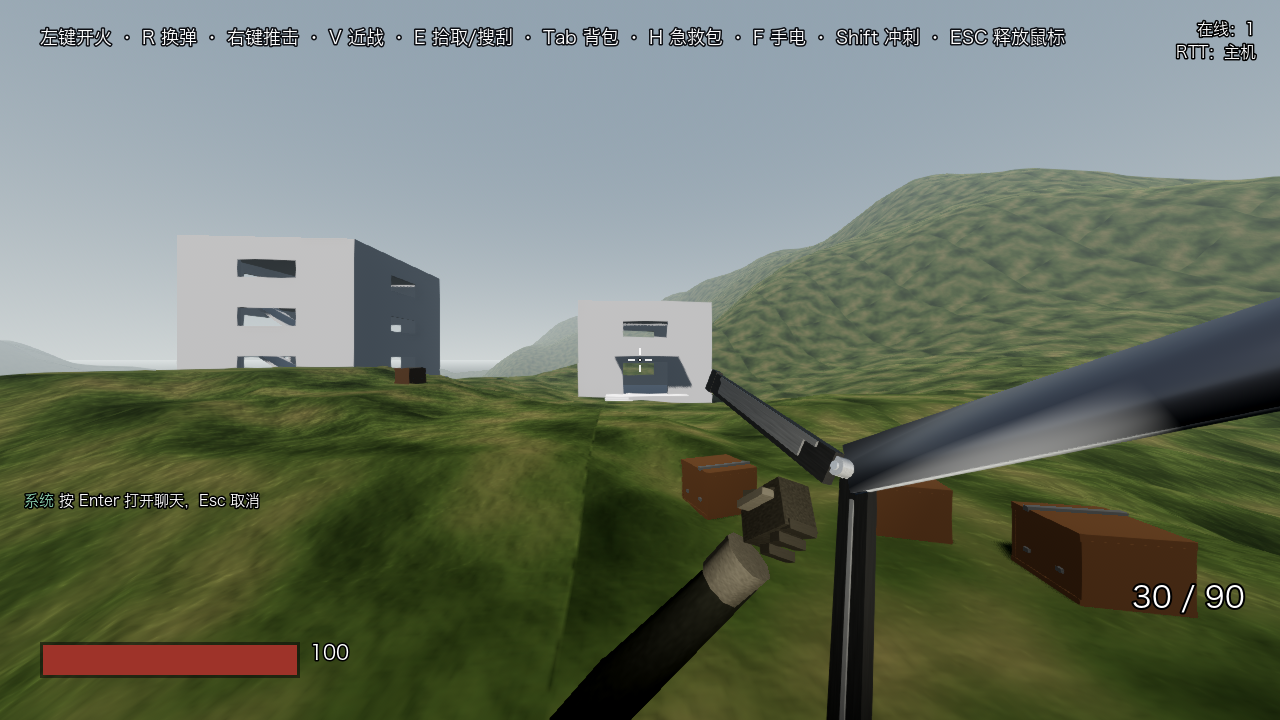 左键开火 · R 换弹 · 右键推击 · V 近战 · E 拾取/搜刮 · Tab 背包 · H 急救包 · F 手电 · Shift 冲刺 · ESC 释放鼠标
在线: 1
RTT: 主机
系统 按 Enter 打开聊天, Esc 取消
30 / 90
100